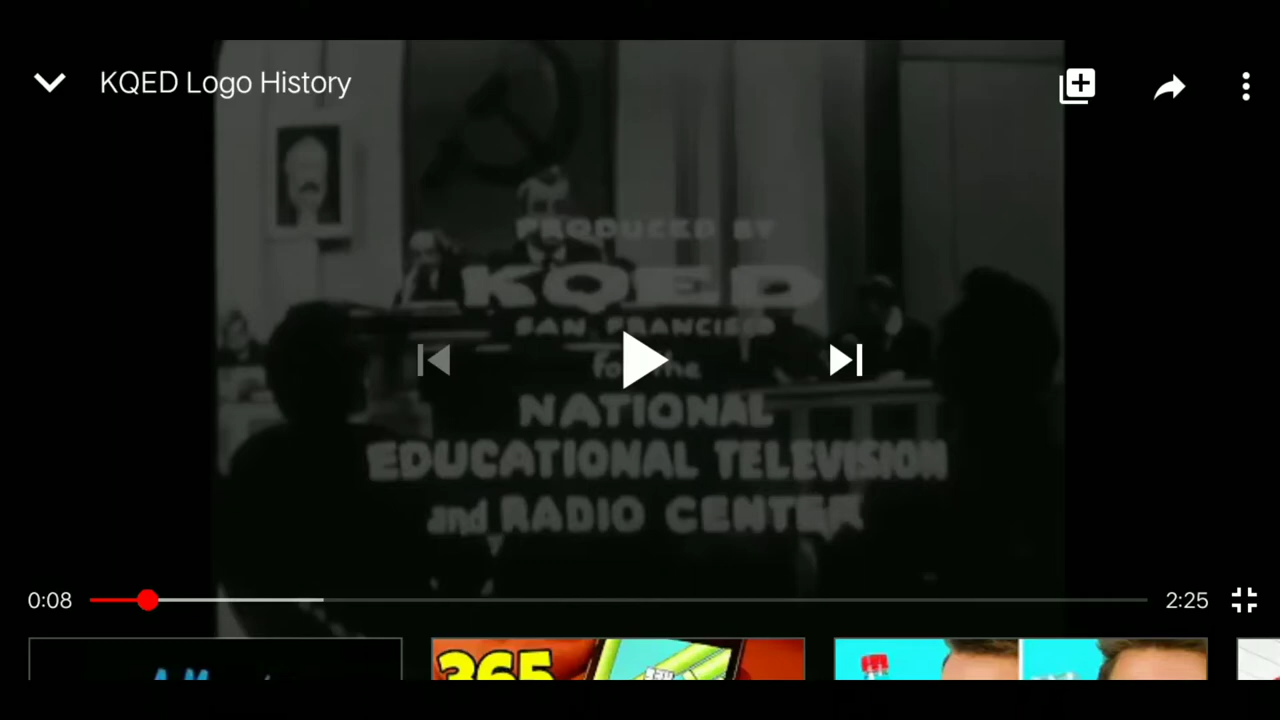 KQED Logo History
PRODUCED BY
KQED
SAN FRANCISCO
for the
NATIONAL
EDUCATIONAL TELEVISION
and RADIO CENTER
0:08
2:25
365